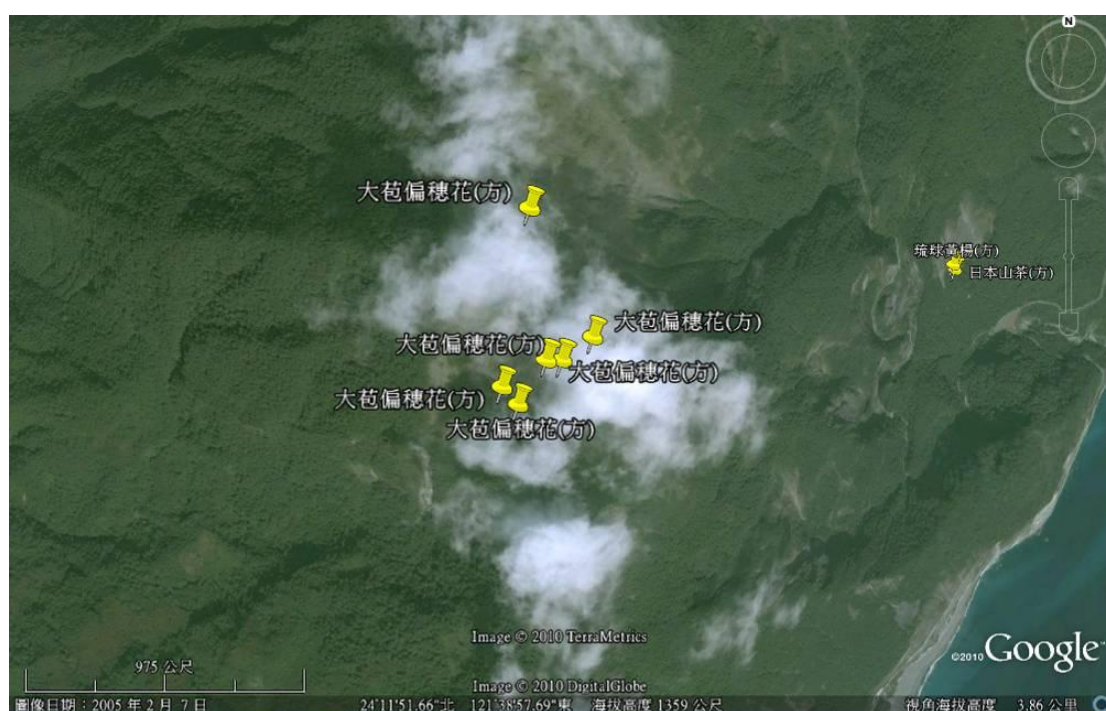 N
大苞偏穗花(方)
琉球黃楊(方)
日本山茶(方)
大苞偏穗花(方)
大苞偏穗花(方)
大苞偏穗花(方)
大苞偏穗花(方)
大苞偏穗花(方)
Image © 2010 TerraMetrics
©2010 Google
975 公尺
Image © 2010 DigitalGlobe
圖像日期：2005 年 2 月 7 日 24°11'51.66"北 121°38'57.69"東 海拔高度 1359 公尺 視角海拔高度 3.86 公里